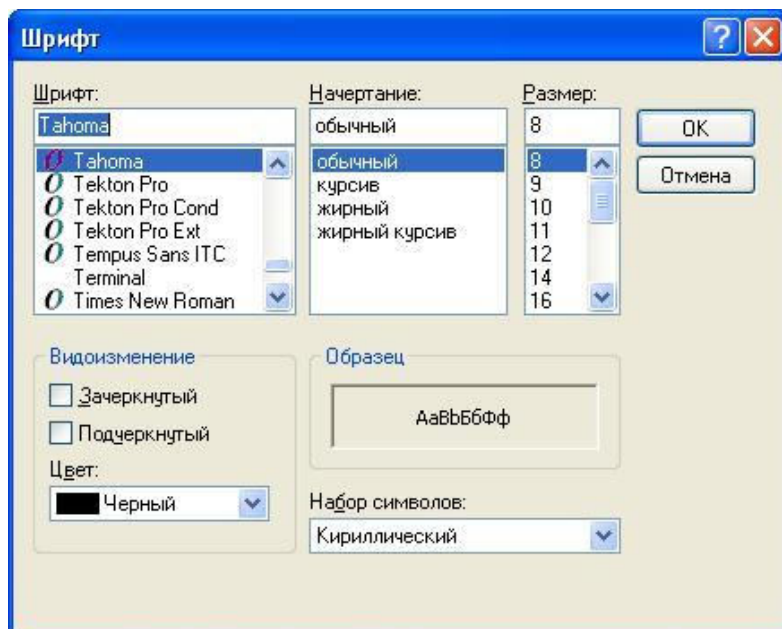 Шрифт
Шрифт:
Начертание:
Размер:
Tahoma
обычный
8
OK
Tahoma
Tekton Pro
Tekton Pro Cond
Tekton Pro Ext
Tempus Sans ITC
Terminal
Times New Roman
обычный
курсив
жирный
жирный курсив
8
9
10
11
12
14
16
Отмена
Видоизменение
Зачеркнутый
Подчеркнутый
Цвет:
Черный
Образец
АаВbБбФф
Набор символов:
Кириллический